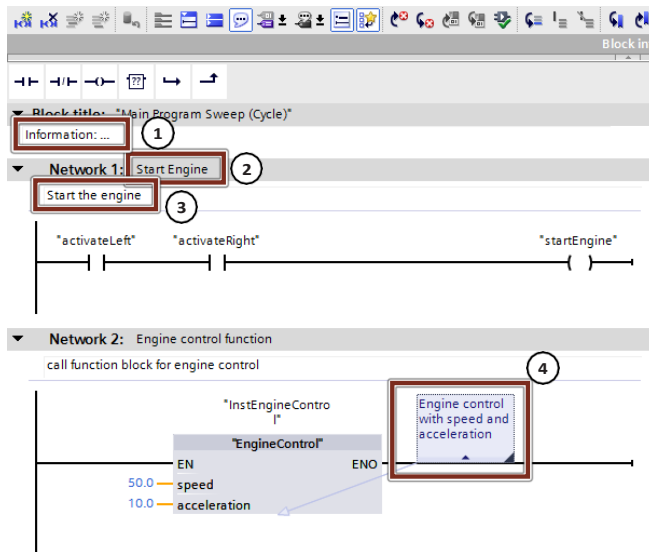 Block in
Block title: "Main Program Sweep (Cycle)"
Information: ...
1
Network 1: Start Engine
2
Start the engine
3
"activateLeft" "activateRight" "startEngine"
Network 2: Engine control function
call function block for engine control
4
"InstEngineContro
l"
Engine control
with speed and
acceleration
"EngineControl"
EN ENO
50.0 speed
10.0 acceleration